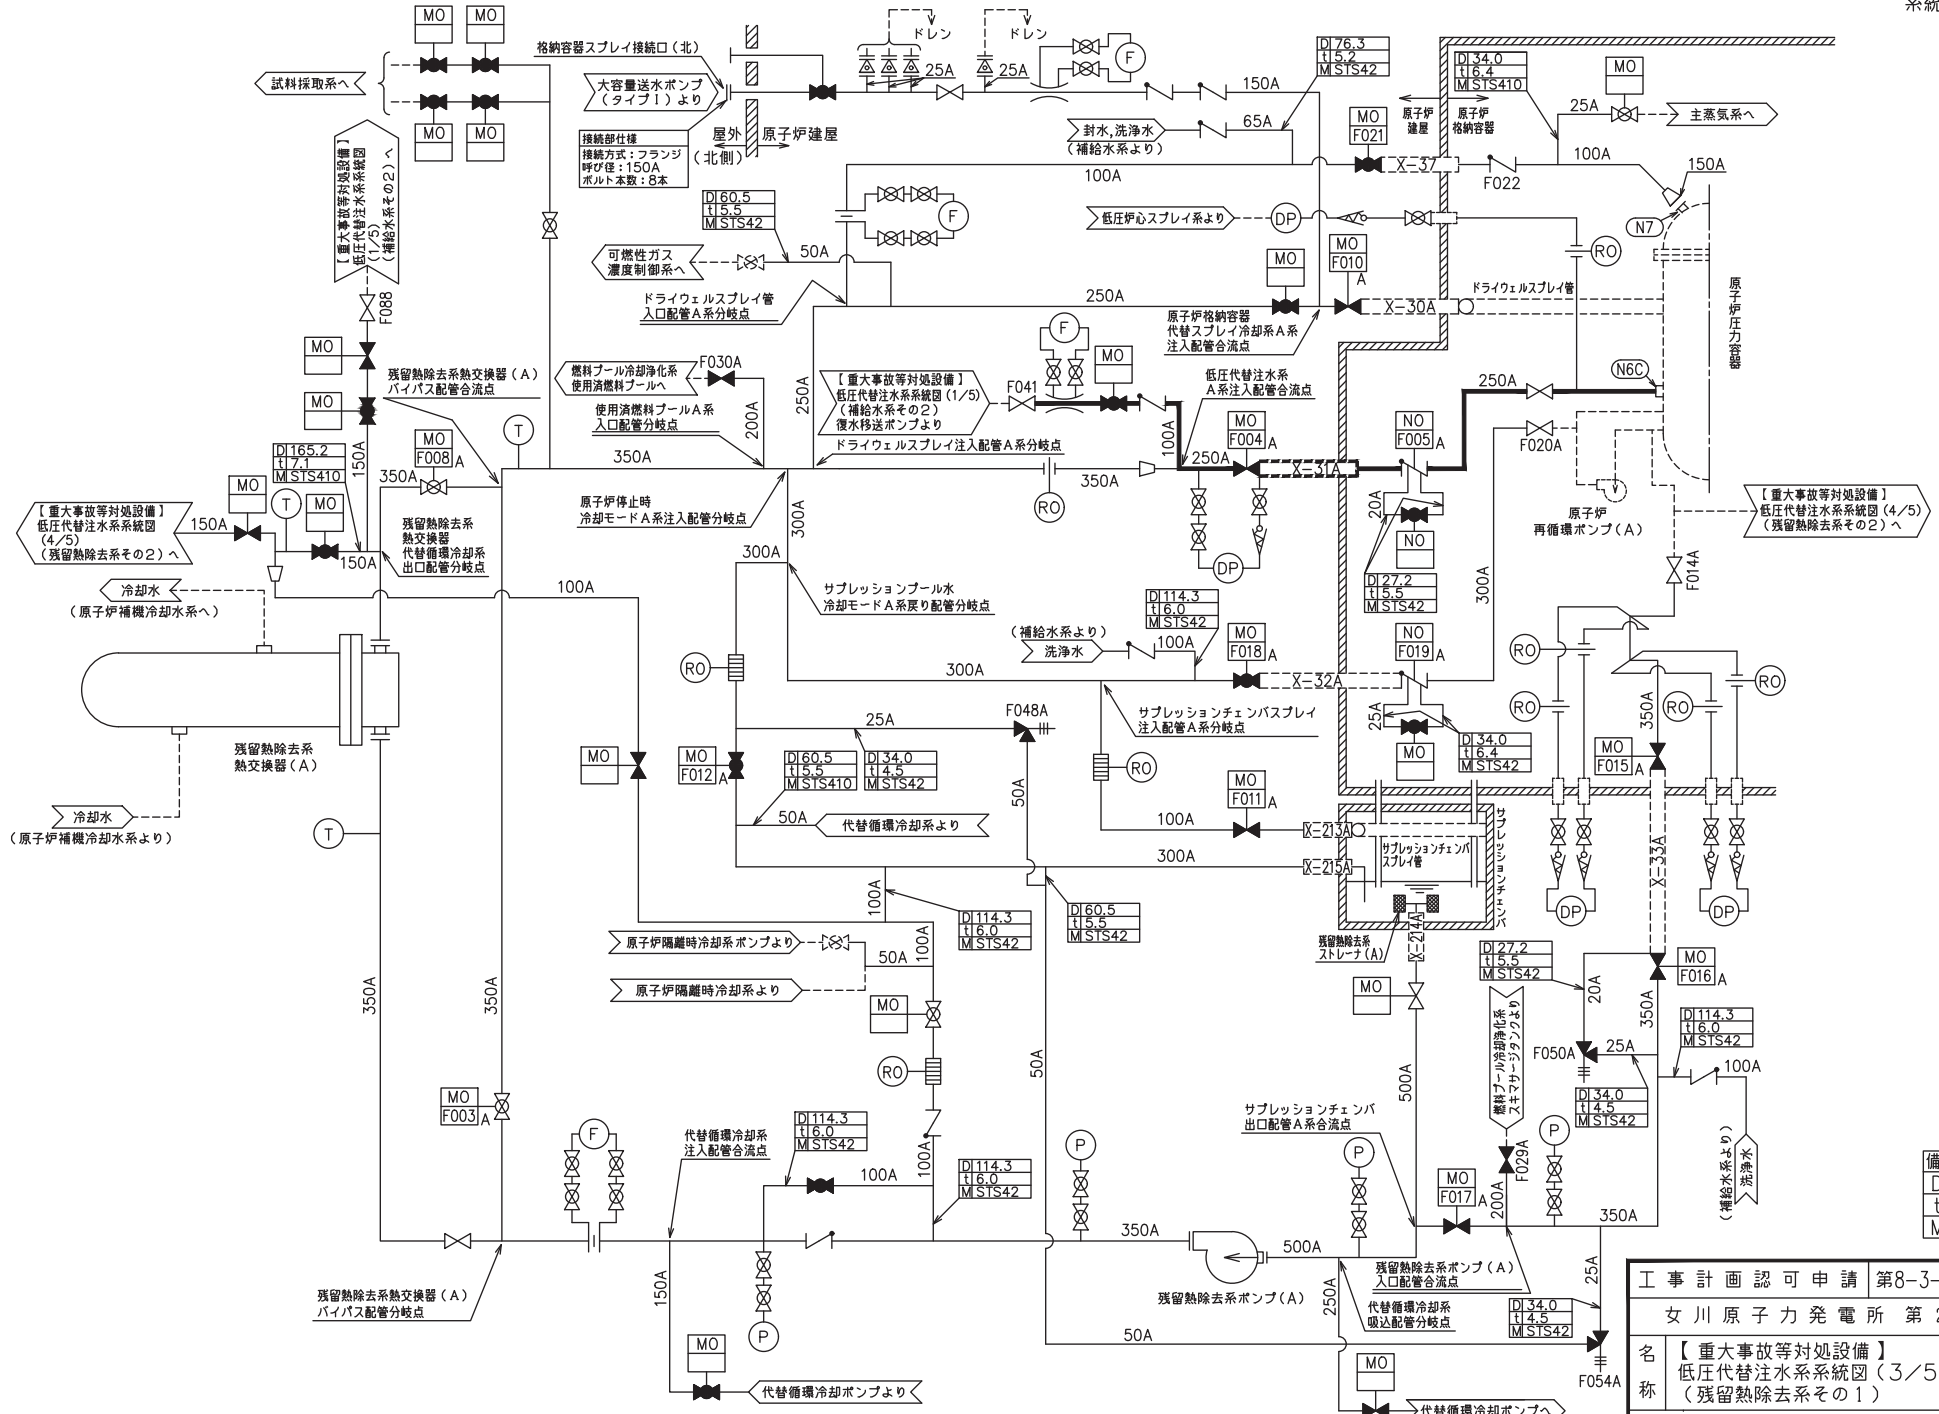 系統
MO
MO
試料採取系へ
MO
MO
格納容器スプレイ接続口(北)
大容量送水ポンプ
(タイプⅠ)より
接続部仕様
接続方式:フランジ
呼び径:150A
ボルト本数:8本
屋外
(北側)
原子炉建屋
ドレン
ドレン
25A
25A
F
150A
D 76.3
t 5.2
M STS42
封水,洗浄水
(補給水系より)
65A
MO
F021
原子炉
建屋
原子炉
格納容器
D 34.0
t 6.4
M STS410
MO
25A
主蒸気系へ
100A
X-37
F022
100A
150A
N7
【重大事故等対処設備】
低圧代替注水系系統図
(1/5)
(補給水系その2)へ
F088
D 60.5
t 5.5
M STS42
F
可燃性ガス
濃度制御系へ
50A
低圧炉心スプレイ系より
DP
RO
MO
MO
F010
A
ドライウェルスプレイ管
入口配管A系分岐点
250A
X-30A
ドライウェルスプレイ管
原子炉圧力容器
原子炉格納容器
代替スプレイ冷却系A系
注入配管合流点
MO
MO
残留熱除去系熱交換器(A)
バイパス配管合流点
燃料プール冷却浄化系
使用済燃料プールへ
F030A
使用済燃料プールA系
入口配管分岐点
200A
250A
【重大事故等対処設備】
低圧代替注水系系統図(1/5)
(補給水系その2)
復水移送ポンプより
F041
F
MO
低圧代替注水系
A系注入配管合流点
250A
N6C
ドライウェルスプレイ注入配管A系分岐点
100A
MO
F004 A
NO
F005 A
F020A
T
350A
150A
MO
F008 A
350A
D 165.2
t 7.1
M STS410
MO
T
MO
150A
150A
【重大事故等対処設備】
低圧代替注水系系統図
(4/5)
(残留熱除去系その2)へ
残留熱除去系
熱交換器
代替循環冷却系
出口配管分岐点
原子炉停止時
冷却モードA系注入配管分岐点
RO
350A
250A
X-31A
20A
NO
D 27.2
t 5.5
M STS42
DP
原子炉
再循環ポンプ(A)
【重大事故等対処設備】
低圧代替注水系系統図(4/5)
(残留熱除去系その2)へ
F014A
300A
300A
300A
サプレッションプール水
冷却モードA系戻り配管分岐点
冷却水
(原子炉補機冷却水系へ)
100A
D 114.3
t 6.0
M STS42
(補給水系より)
洗浄水
100A
MO
F018 A
NO
F019 A
RO
300A
X-32A
RO
RO
RO
RO
350A
残留熱除去系
熱交換器(A)
サプレッションチェンバスプレイ
注入配管A系分岐点
25A
MO
D 34.0
t 6.4
M STS42
25A
F048A
MO
MO
F012 A
D 60.5
t 5.5
M STS410
D 34.0
t 4.5
M STS42
50A
RO
MO
F011 A
MO
F015 A
冷却水
(原子炉補機冷却水系より)
T
50A
代替循環冷却系より
100A
X-213A
サプレッションチェンバ
スプレイ管
サプレッションチェンバ
300A
X-215A
X-33A
100A
D 114.3
t 6.0
M STS42
D 60.5
t 5.5
M STS42
残留熱除去系
ストレーナ(A)
X-214A
DP
DP
原子炉隔離時冷却系ポンプより
50A
100A
原子炉隔離時冷却系より
D 27.2
t 5.5
M STS42
MO
F016 A
350A
350A
MO
MO
燃料プール冷却浄化系
スキマサージタンクより
20A
350A
F050A
25A
D 114.3
t 6.0
M STS42
100A
RO
50A
500A
MO
F003 A
D 34.0
t 4.5
M STS42
(補給水系より)
洗浄水
F
代替循環冷却系
注入配管合流点
D 114.3
t 6.0
M STS42
100A
100A
D 114.3
t 6.0
M STS42
P
サプレッションチェンバ
出口配管A系合流点
P
F029A
P
MO
F017 A
200A
350A
350A
500A
残留熱除去系ポンプ(A)
入口配管合流点
25A
残留熱除去系熱交換器(A)
バイパス配管分岐点
150A
P
残留熱除去系ポンプ(A)
250A
代替循環冷却系
吸込配管分岐点
D 34.0
t 4.5
M STS42
50A
F054A
MO
代替循環冷却ポンプより
MO
代替循環冷却ポンプへ
備
D
t
M
工事計画認可申請 第8-3-
女川原子力発電所 第2
名称
【重大事故等対処設備】
低圧代替注水系系統図(3/5
(残留熱除去系その1)